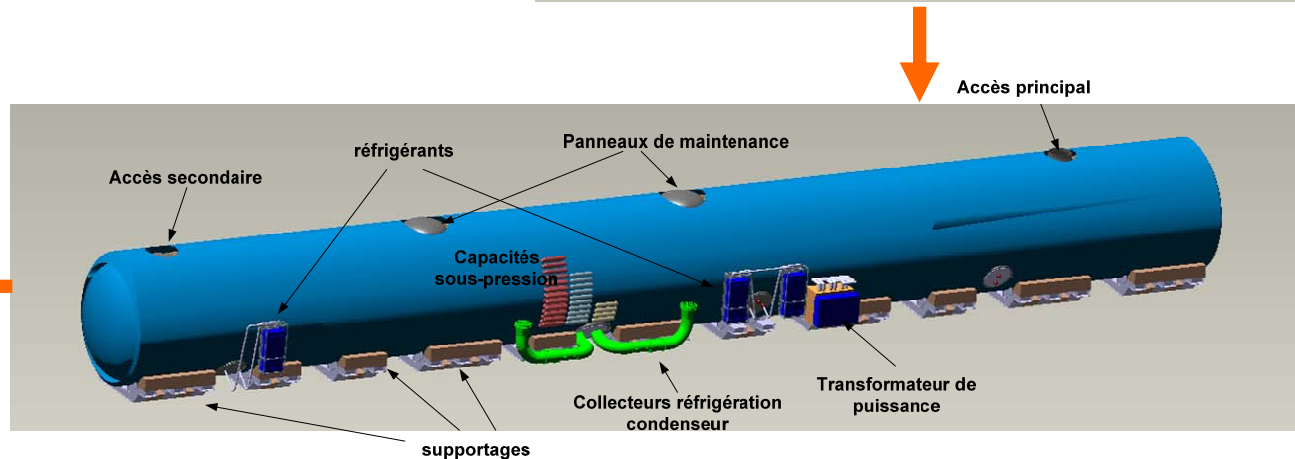 Accès principal
Panneaux de maintenance
réfrigérants
Accès secondaire
Capacités
sous-pression
Transformateur de
puissance
Collecteurs réfrigération
condenseur
supportages